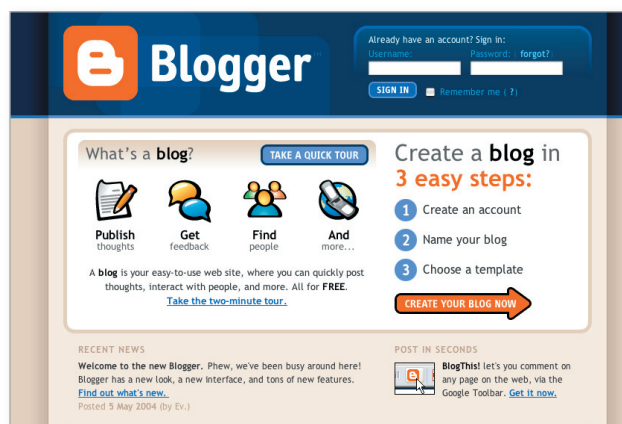 Blogger™
Already have an account? Sign in:
Username:
Password: ( forgot? )
SIGN IN
Remember me ( ? )
What's a blog?
TAKE A QUICK TOUR
Publish
thoughts
Get
feedback
Find
people
And
more...
A blog is your easy-to-use web site, where you can quickly post
thoughts, interact with people, and more. All for FREE.
Take the two-minute tour.
Create a blog in
3 easy steps:
1 Create an account
2 Name your blog
3 Choose a template
CREATE YOUR BLOG NOW
RECENT NEWS
Welcome to the new Blogger. Phew, we've been busy around here!
Blogger has a new look, a new interface, and tons of new features.
Find out what's new.
Posted 5 May 2004 (by Ev.)
POST IN SECONDS
BlogThis! let's you comment on
any page on the web, via the
Google Toolbar. Get it now.